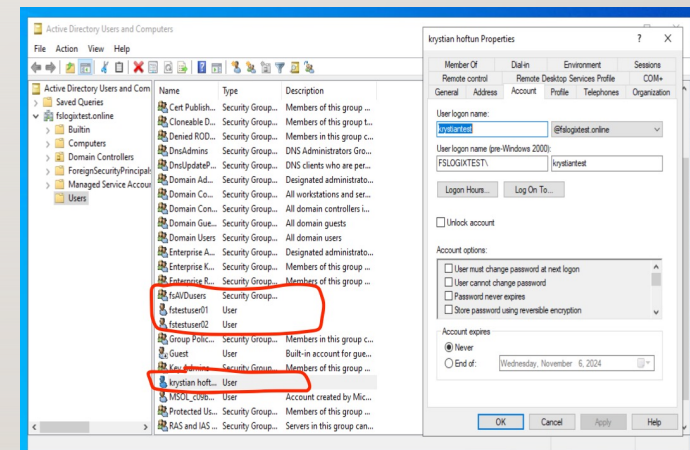 Active Directory Users and Computers
File Action View Help
Active Directory Users and Com
Saved Queries
fslogixtest.online
Builtin
Computers
Domain Controllers
ForeignSecurityPrincipals
Managed Service Accour
Users
Name Type Description
Cert Publish... Security Group... Members of this group ...
Cloneable D... Security Group... Members of this group t...
Denied ROD... Security Group... Members in this group c...
DnsAdmins Security Group... DNS Administrators Gro...
DnsUpdateP... Security Group... DNS clients who are per...
Domain Ad... Security Group... Designated administrato...
Domain Co... Security Group... All workstations and ser...
Domain Con... Security Group... All domain controllers i...
Domain Gue... Security Group... All domain guests
Domain Users Security Group... All domain users
Enterprise A... Security Group... Designated administrato...
Enterprise K... Security Group... Members of this group ...
Enterprise R... Security Group... Members of this group ...
fsAVDusers Security Group...
fstestuser01 User
fstestuser02 User
Group Polic... Security Group... Members in this group c...
Guest User Built-in account for gue...
Key Admins Security Group... Members of this group ...
krystian hoft... User
MSOL_c09b... User Account created by Mic...
Protected Us... Security Group... Members of this group ...
RAS and IAS ... Security Group... Servers in this group can...
krystian hoftun Properties ? X
Member Of Dial-in Environment Sessions
Remote control Remote Desktop Services Profile COM+
General Address Account Profile Telephones Organization
User logon name:
krystiantest @fslogixtest.online
User logon name (pre-Windows 2000):
FSLOGIXTEST\ krystiantest
Logon Hours... Log On To...
Unlock account
Account options:
User must change password at next logon
User cannot change password
Password never expires
Store password using reversible encryption
Account expires
Never
End of: Wednesday, November 6, 2024
OK Cancel Apply Help